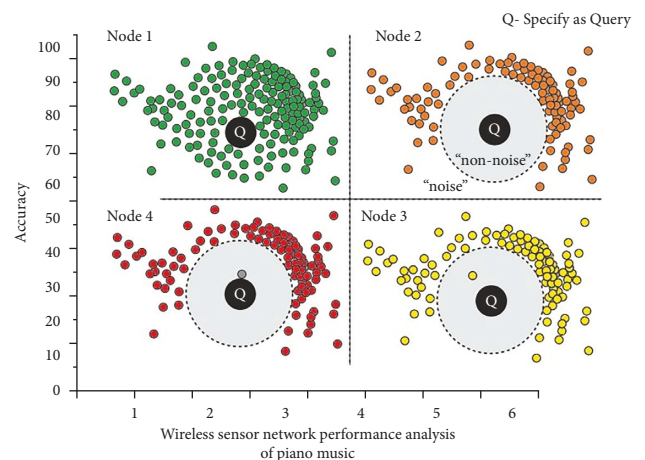 Q- Specify as Query
Node 1
Node 2
Q
Q
“non-noise”
“noise”
Node 4
Node 3
Q
Q
Accuracy
100
90
80
70
60
50
40
30
20
10
0
1 2 3 4 5 6
Wireless sensor network performance analysis
of piano music